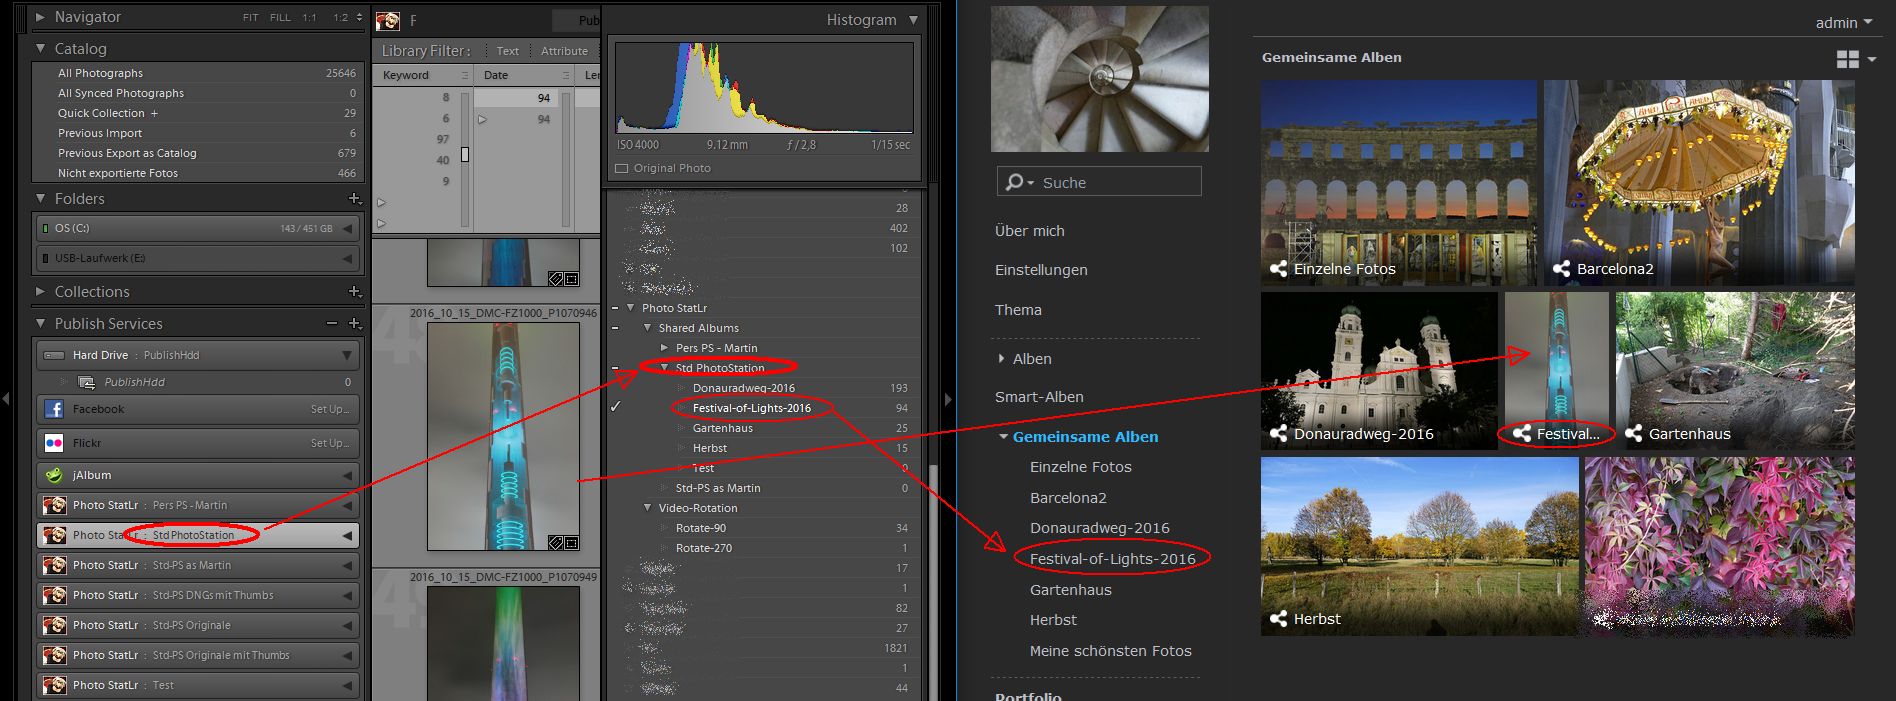 Navigator
FIT FILL 1:1 1:2
Catalog
All Photographs 25646
All Synced Photographs 0
Quick Collection + 29
Previous Import 6
Previous Export as Catalog 679
Nicht exportierte Fotos 466
Folders
OS (C:) 143 / 451 GB
USB-Laufwerk (E:)
Collections
Publish Services
Hard Drive : PublishHdd
PublishHdd 0
Facebook Set Up...
Flickr Set Up...
jAlbum
Photo StatLr : Pers PS - Martin
Photo StatLr : Std PhotoStation
Photo StatLr : Std-PS as Martin
Photo StatLr : Std-PS DNGs mit Thumbs
Photo StatLr : Std-PS Originale
Photo StatLr : Std-PS Originale mit Thumbs
Photo StatLr : Test
F
Pub
Library Filter : Text Attribute
Keyword Date Ler
8 94
6 94
97
40
9
2016_10_15_DMC-FZ1000_P1070946
2016_10_15_DMC-FZ1000_P1070949
Histogram
ISO 4000 9.12 mm ƒ / 2,8 1/15 sec
Original Photo
28
402
102
Photo StatLr
Shared Albums
Pers PS - Martin
Std PhotoStation
Donauradweg-2016 193
Festival-of-Lights-2016 94
Gartenhaus 25
Herbst 15
Test 0
Std-PS as Martin 0
Video-Rotation
Rotate-90 34
Rotate-270 1
17
1
82
27
1821
1
44
Suche
Über mich
Einstellungen
Thema
Alben
Smart-Alben
Gemeinsame Alben
Einzelne Fotos
Barcelona2
Donauradweg-2016
Festival-of-Lights-2016
Gartenhaus
Herbst
Meine schönsten Fotos
Portfolio
admin
Gemeinsame Alben
Einzelne Fotos
Barcelona2
Donauradweg-2016
Festival...
Gartenhaus
Herbst